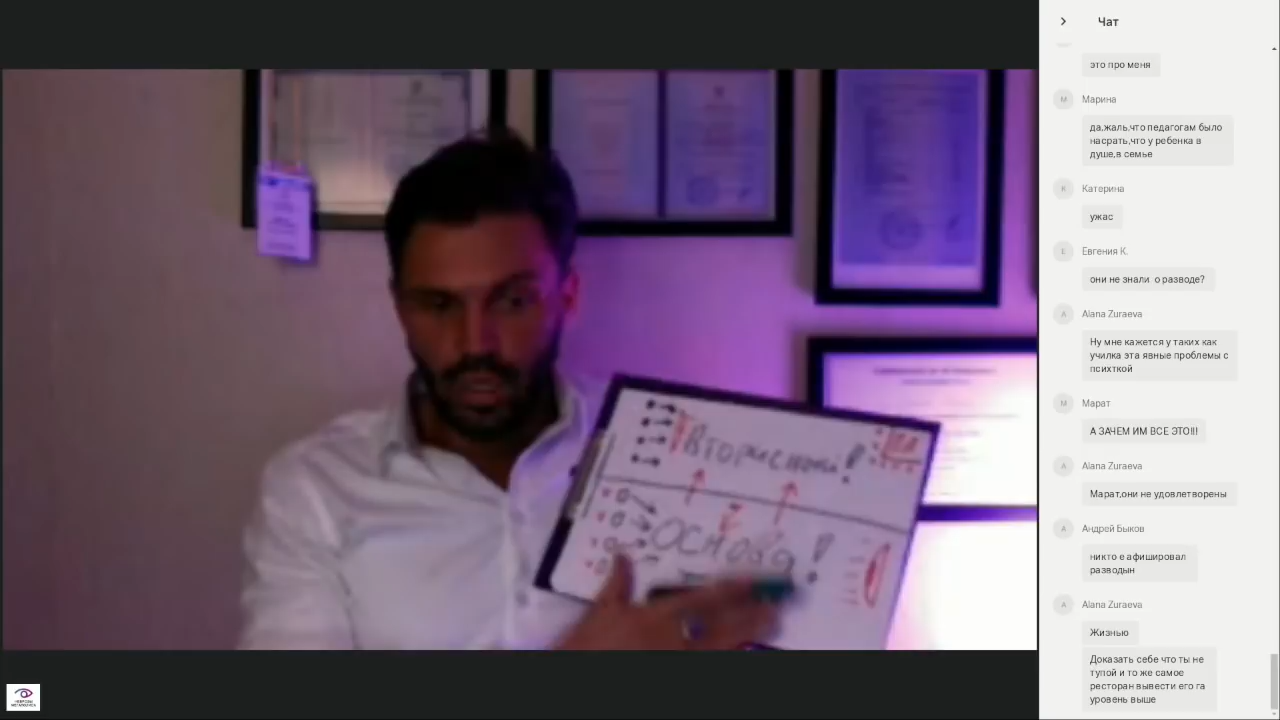 Вторисной!
Основа!
Чат
это про меня
Марина
да,жаль,что педагогам было
насрать,что у ребенка в
душе,в семье
Катерина
ужас
Евгения К.
они не знали о разводе?
Alana Zuraeva
Ну мне кажется у таких как
училка эта явные проблемы с
психткой
Марат
А ЗАЧЕМ ИМ ВСЕ ЭТО!!!
Alana Zuraeva
Марат,они не удовлетворены
Андрей Быков
никто е афишировал
разводын
Alana Zuraeva
Жизнью
Доказать себе что ты не
тупой и то же самое
ресторан вывести его га
уровень выше